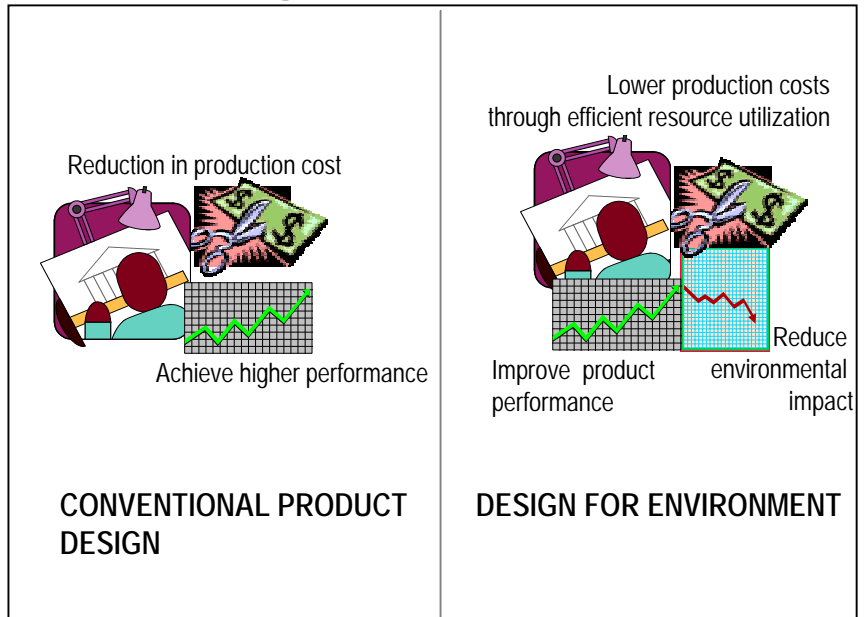 Reduction in production cost
Achieve higher performance
CONVENTIONAL PRODUCT
DESIGN
Lower production costs
through efficient resource utilization
Improve product
performance
Reduce
environmental
impact
DESIGN FOR ENVIRONMENT